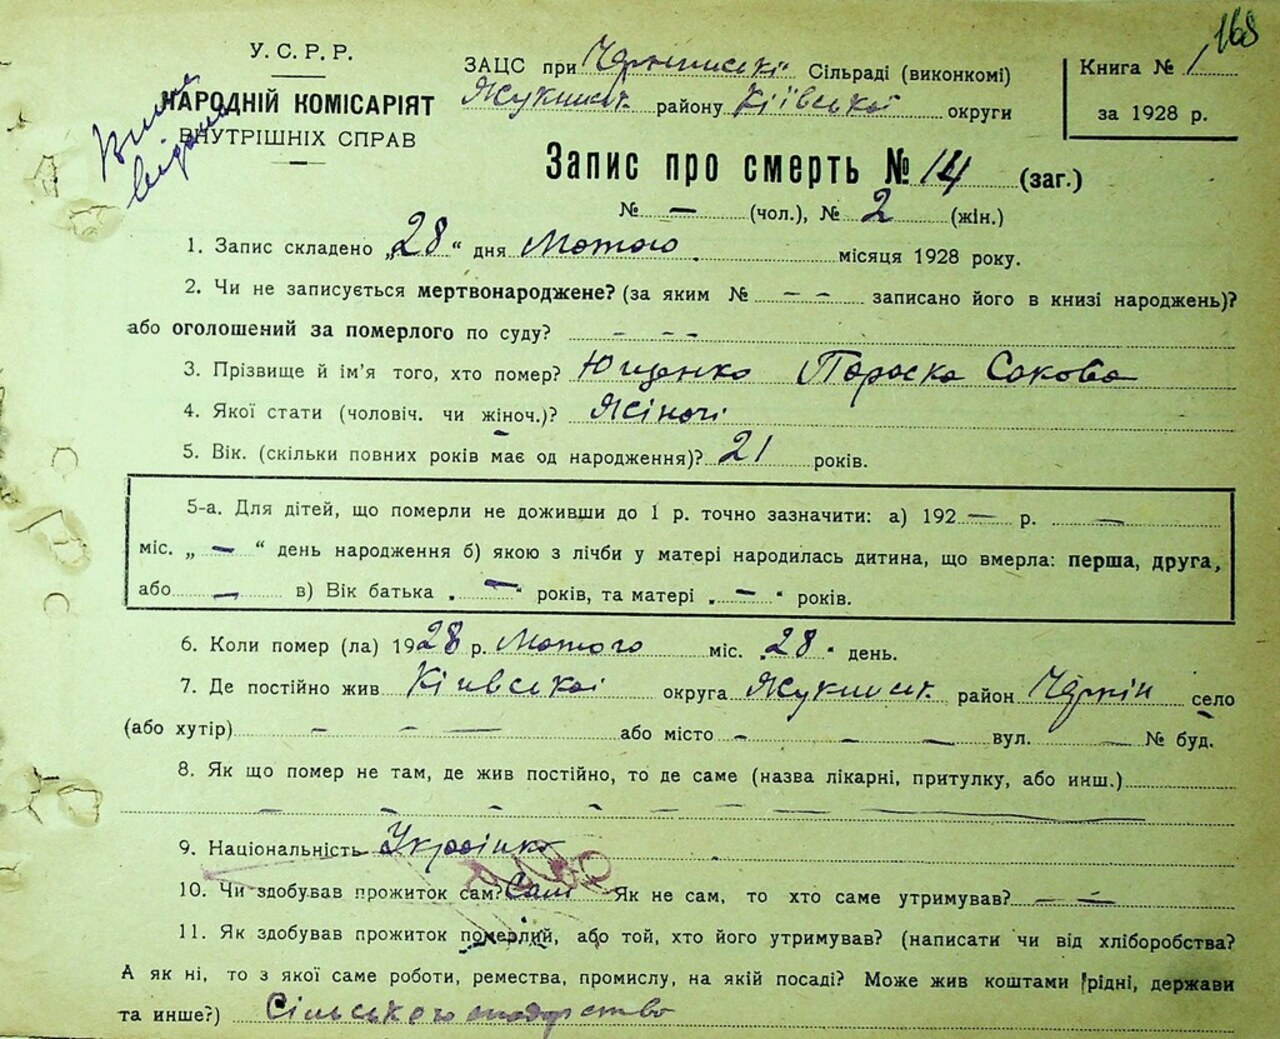 168
У. С. Р. Р.
НАРОДНІЙ КОМІСАРІЯТ
ВНУТРІШНІХ СПРАВ
ЗАЦС при Сільраді (виконкомі)
Жукинськ. району Київської округи
Книга № 1
за 1928 р.
Запис про смерть № 14 (заг.)
№ — (чол.), № 2 (жін.)
1. Запис складено „28“ дня Лютого місяця 1928 року.
2. Чи не записується мертвонароджене? (за яким № – – записано його в книзі народжень)?
або оголошений за померлого по суду? – – –
3. Прізвище й ім'я того, хто помер? Ющенко Параска Сакова
4. Якої стати (чоловіч. чи жіноч.)? Жіночі
5. Вік. (скільки повних років має од народження)? 21 років.
5-а. Для дітей, що померли не доживши до 1 р. точно зазначити: а) 192 — р. —
міс. „ — “ день народження б) якою з лічби у матері народилась дитина, що вмерла: перша, друга,
або — в) Вік батька „ — “ років, та матері „ — “ років.
6. Коли помер (ла) 1928 р. Лютого міс. „28“ день.
7. Де постійно жив Київської округа Жукинськ. район Чернін село
(або хутір) – – — або місто – – — вул. — № буд.
8. Як що помер не там, де жив постійно, то де саме (назва лікарні, притулку, або инш.)
– – – – – – – —
9. Національність Українка
10. Чи здобував прожиток сам? Сам Як не сам, то хто саме утримував? — —
11. Як здобував прожиток померлий, або той, хто його утримував? (написати чи від хліборобства?
А як ні, то з якої саме роботи, ремества, промислу, на якій посаді? Може жив коштами рідні, держави
та инше?) Сільського сподарство